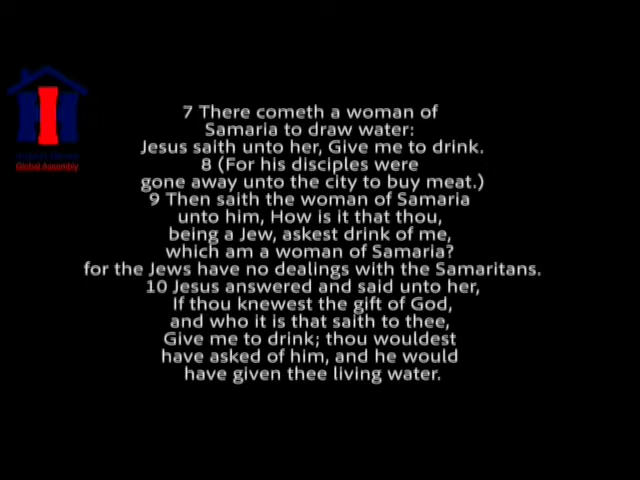 7 There cometh a woman of
Samaria to draw water:
Jesus saith unto her, Give me to drink.
8 (For his disciples were
gone away unto the city to buy meat.)
9 Then saith the woman of Samaria
unto him, How is it that thou,
being a Jew, askest drink of me,
which am a woman of Samaria?
for the Jews have no dealings with the Samaritans.
10 Jesus answered and said unto her,
If thou knewest the gift of God,
and who it is that saith to thee,
Give me to drink; thou wouldest
have asked of him, and he would
have given thee living water.
Global Assembly